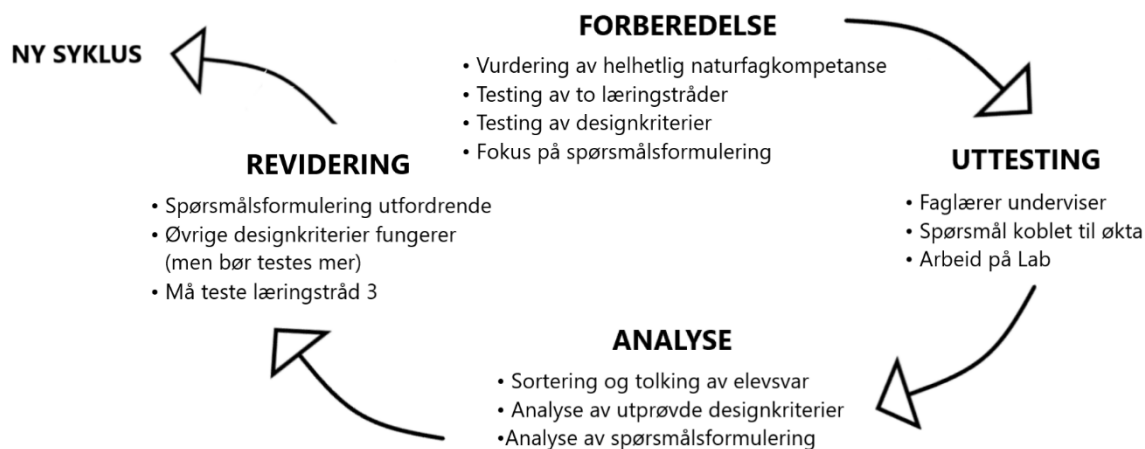 FORBEREDELSE
• Vurdering av helhetlig naturfagkompetanse
• Testing av to læringstråder
• Testing av designkriterier
• Fokus på spørsmålsformulering
UTTESTING
• Faglærer underviser
• Spørsmål koblet til økta
• Arbeid på Lab
ANALYSE
• Sortering og tolking av elevsvar
• Analyse av utprøvde designkriterier
•Analyse av spørsmålsformulering
REVIDERING
• Spørsmålsformulering utfordrende
• Øvrige designkriterier fungerer
(men bør testes mer)
• Må teste læringstråd 3
NY SYKLUS